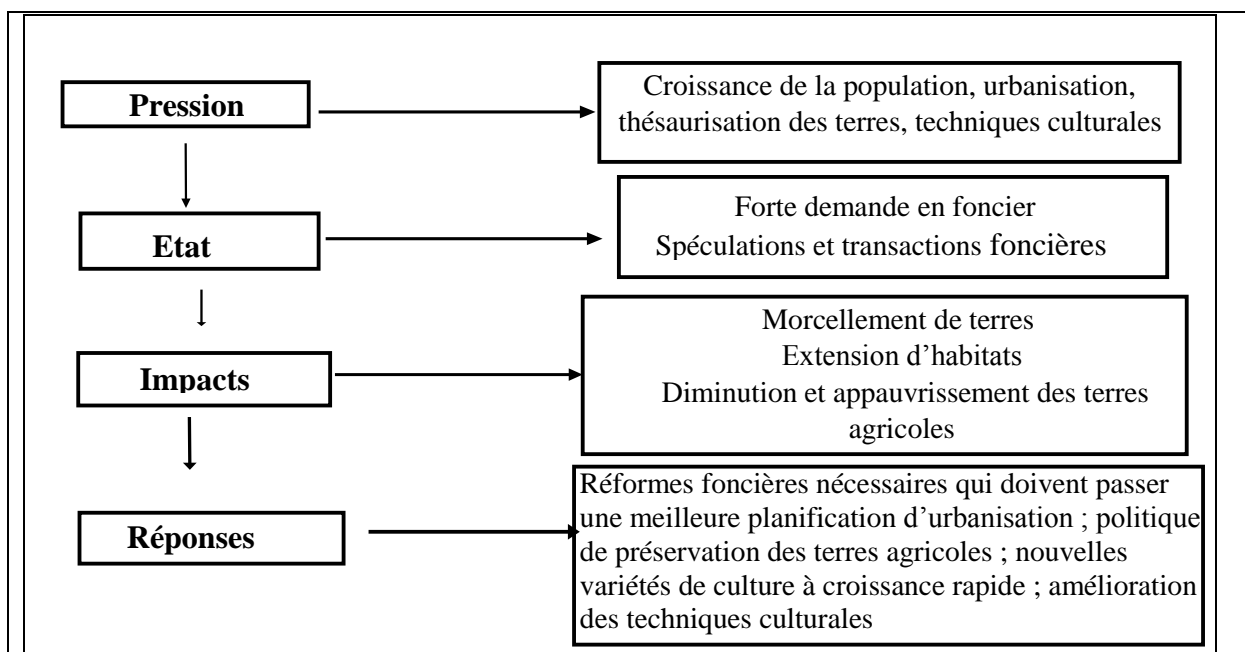 Pression
Croissance de la population, urbanisation,
thésaurisation des terres, techniques culturales
Etat
Forte demande en foncier
Spéculations et transactions foncières
Impacts
Morcellement de terres
Extension d’habitats
Diminution et appauvrissement des terres
agricoles
Réponses
Réformes foncières nécessaires qui doivent passer
une meilleure planification d’urbanisation ; politique
de préservation des terres agricoles ; nouvelles
variétés de culture à croissance rapide ; amélioration
des techniques culturales